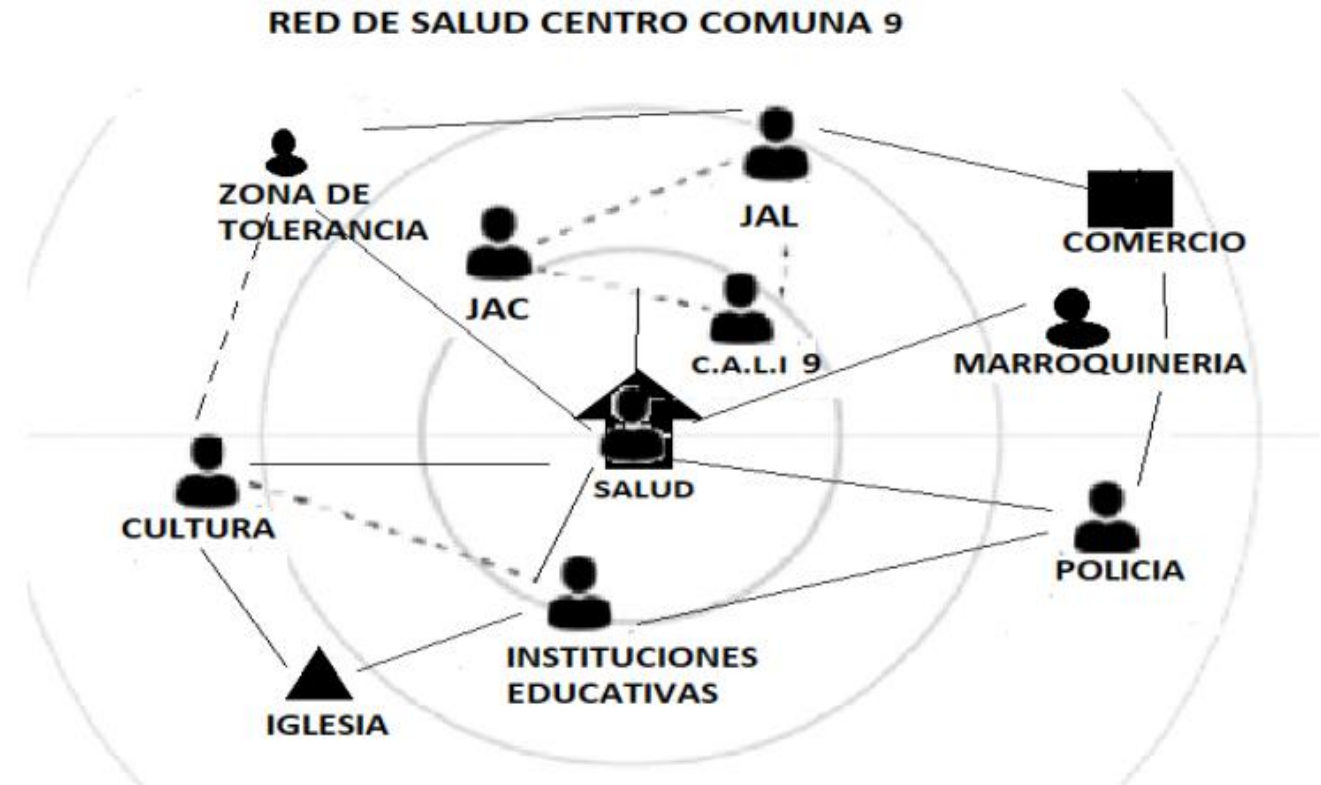 RED DE SALUD CENTRO COMUNA 9
ZONA DE
TOLERANCIA
JAL
COMERCIO
JAC
C.A.L.I 9
MARROQUINERIA
SALUD
CULTURA
POLICIA
INSTITUCIONES
EDUCATIVAS
IGLESIA